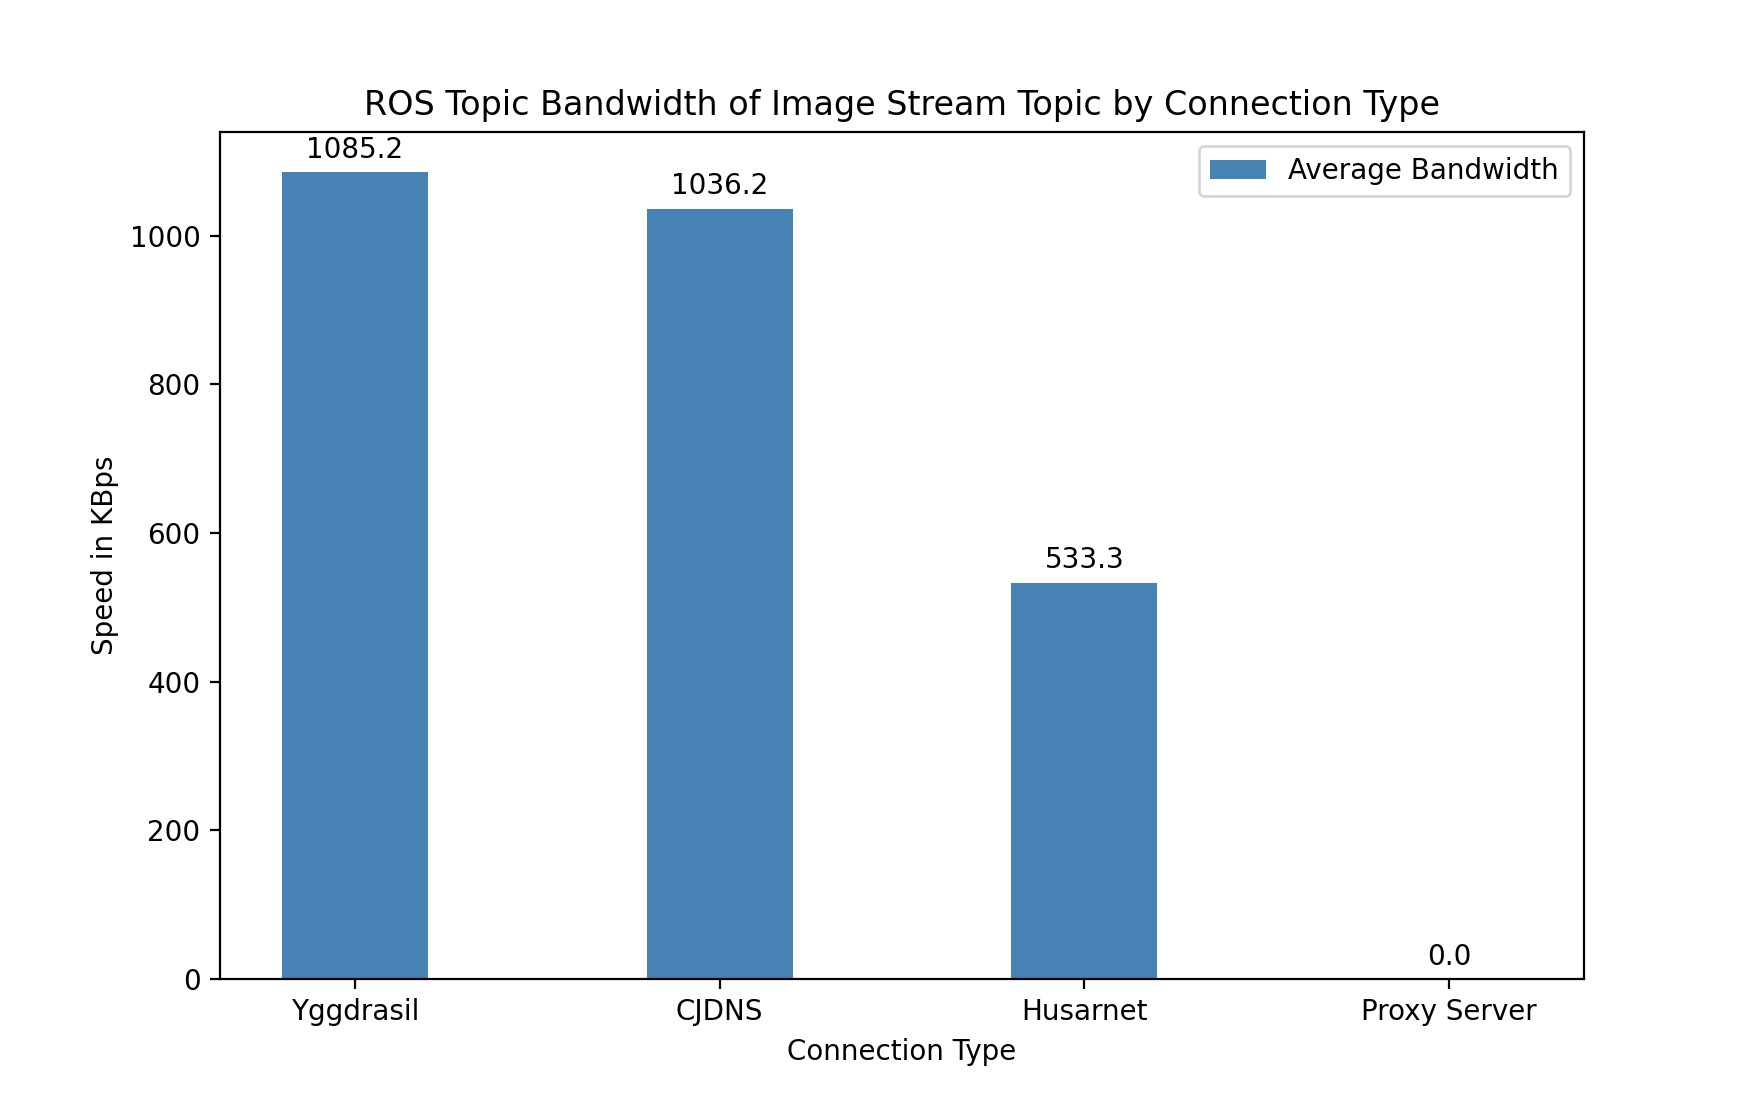 ROS Topic Bandwidth of Image Stream Topic by Connection Type
1085.2
1036.2
533.3
0.0
Average Bandwidth
Speed in KBps
1000
800
600
400
200
0
Yggdrasil
CJDNS
Husarnet
Proxy Server
Connection Type